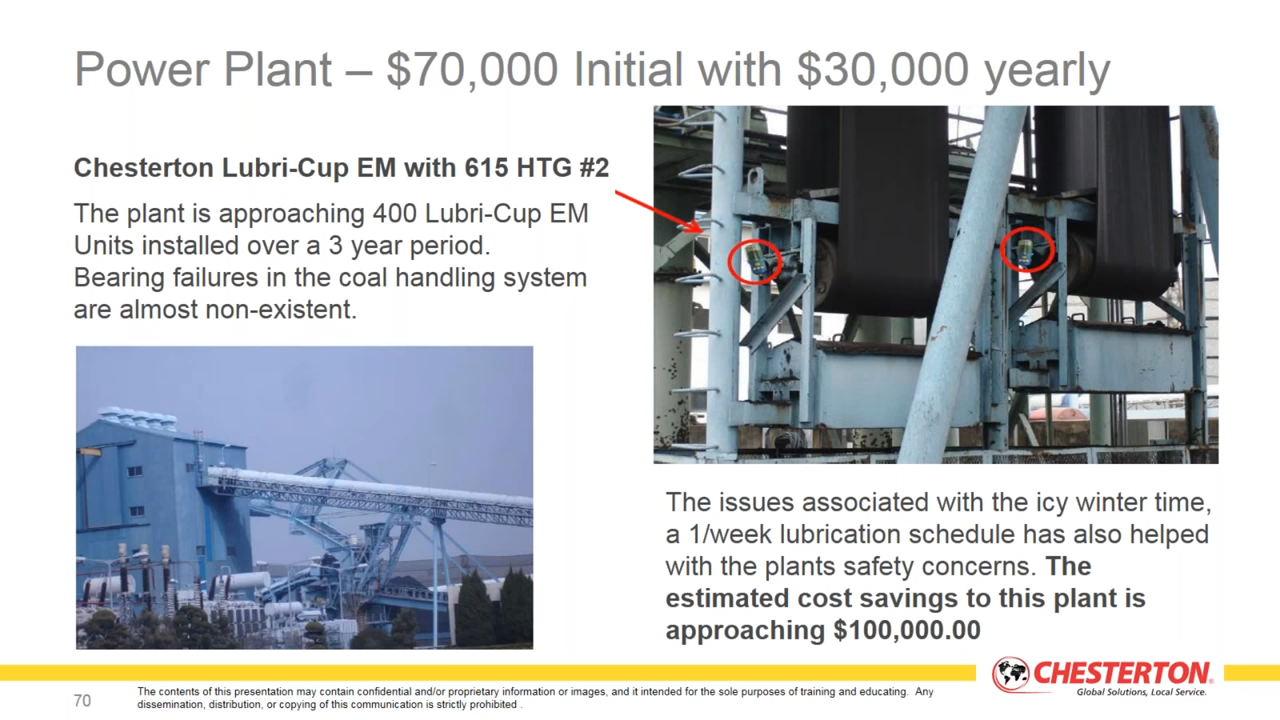 Power Plant – $70,000 Initial with $30,000 yearly
Chesterton Lubri-Cup EM with 615 HTG #2
The plant is approaching 400 Lubri-Cup EM
Units installed over a 3 year period.
Bearing failures in the coal handling system
are almost non-existent.
The issues associated with the icy winter time,
a 1/week lubrication schedule has also helped
with the plants safety concerns. The
estimated cost savings to this plant is
approaching $100,000.00
CHESTERTON®
Global Solutions, Local Service.
70
The contents of this presentation may contain confidential and/or proprietary information or images, and it intended for the sole purposes of training and educating. Any
dissemination, distribution, or copying of this communication is strictly prohibited .